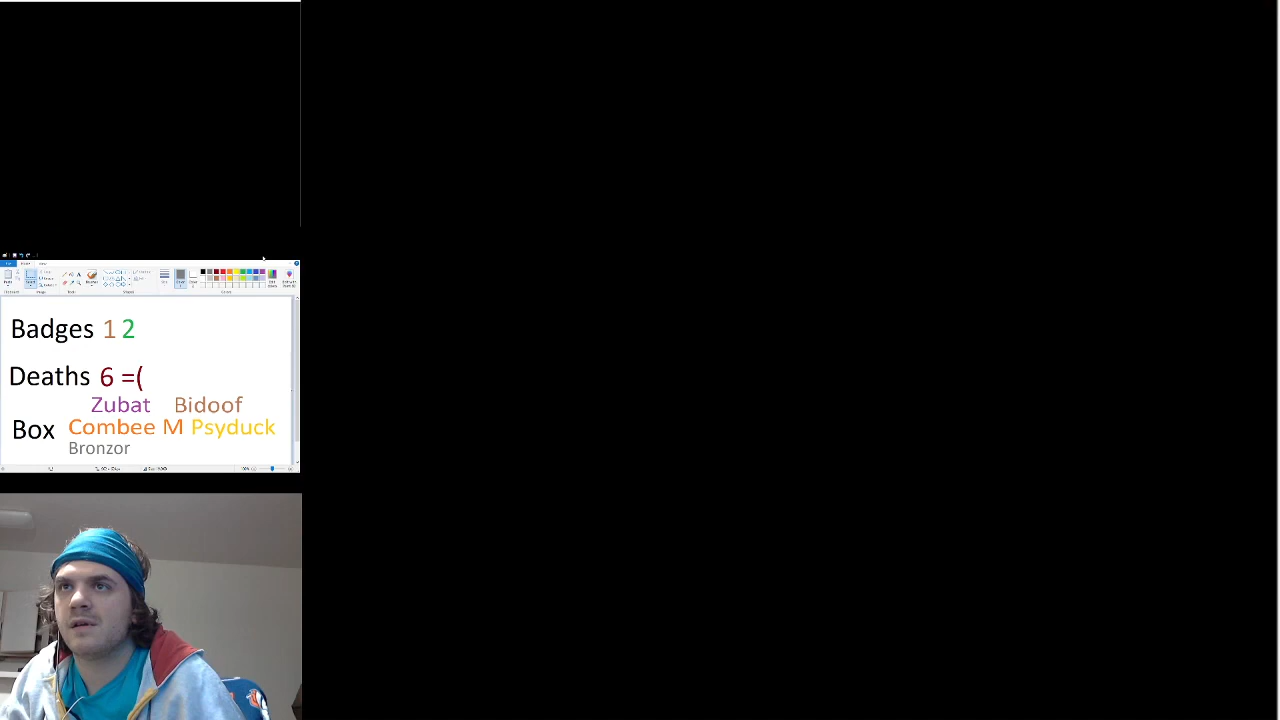 Badges 1 2
Deaths 6 =(
Zubat Bidoof
Box Combee M Psyduck
Bronzor